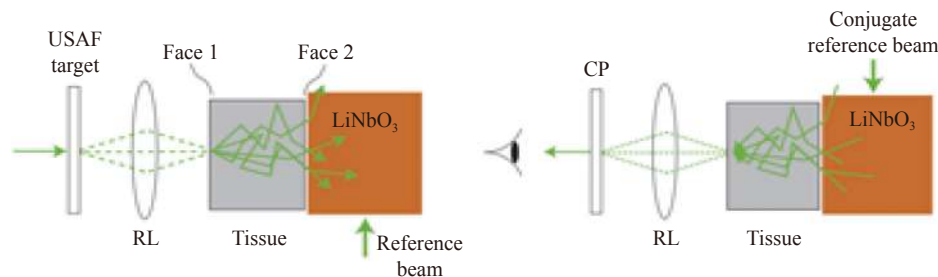 USAF
target
Face 1
Face 2
LiNbO₃
RL
Tissue
Reference
beam
Conjugate
reference beam
CP
LiNbO₃
RL
Tissue